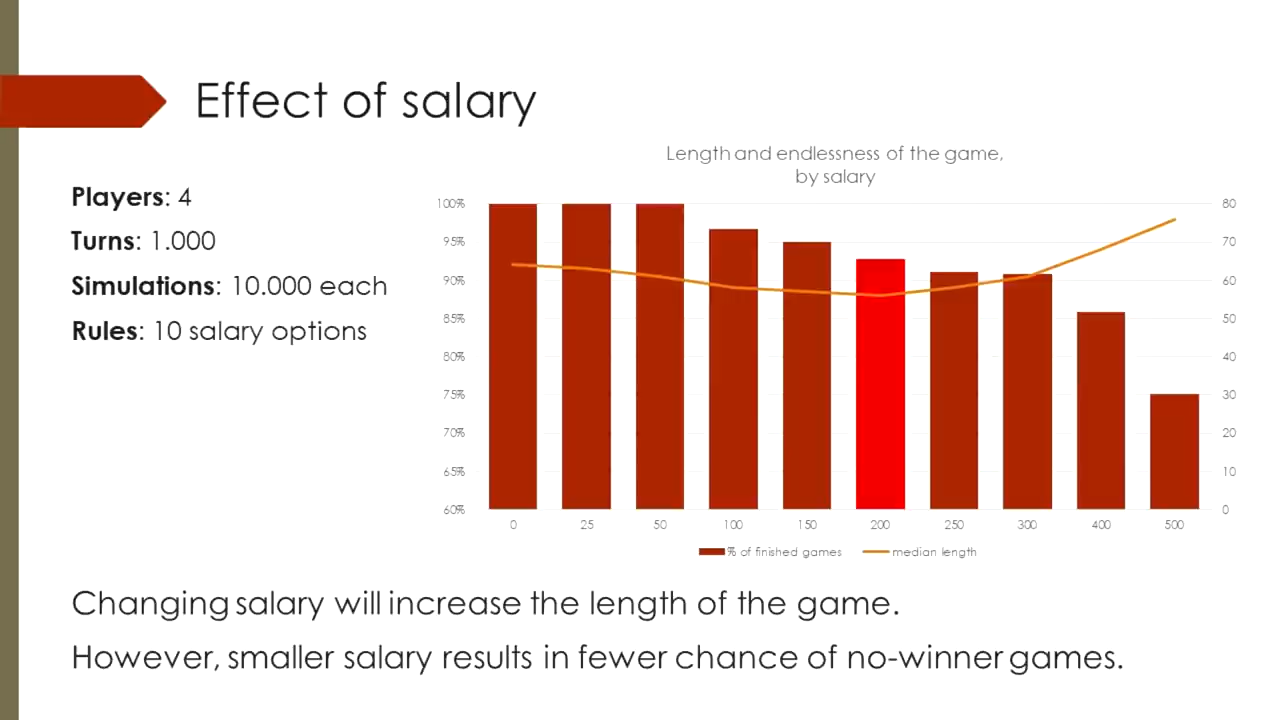 Effect of salary
Players: 4
Turns: 1.000
Simulations: 10.000 each
Rules: 10 salary options
Length and endlessness of the game,
by salary
100%
95%
90%
85%
80%
75%
70%
65%
60%
80
70
60
50
40
30
20
10
0
0 25 50 100 150 200 250 300 400 500
% of finished games median length
Changing salary will increase the length of the game.
However, smaller salary results in fewer chance of no-winner games.